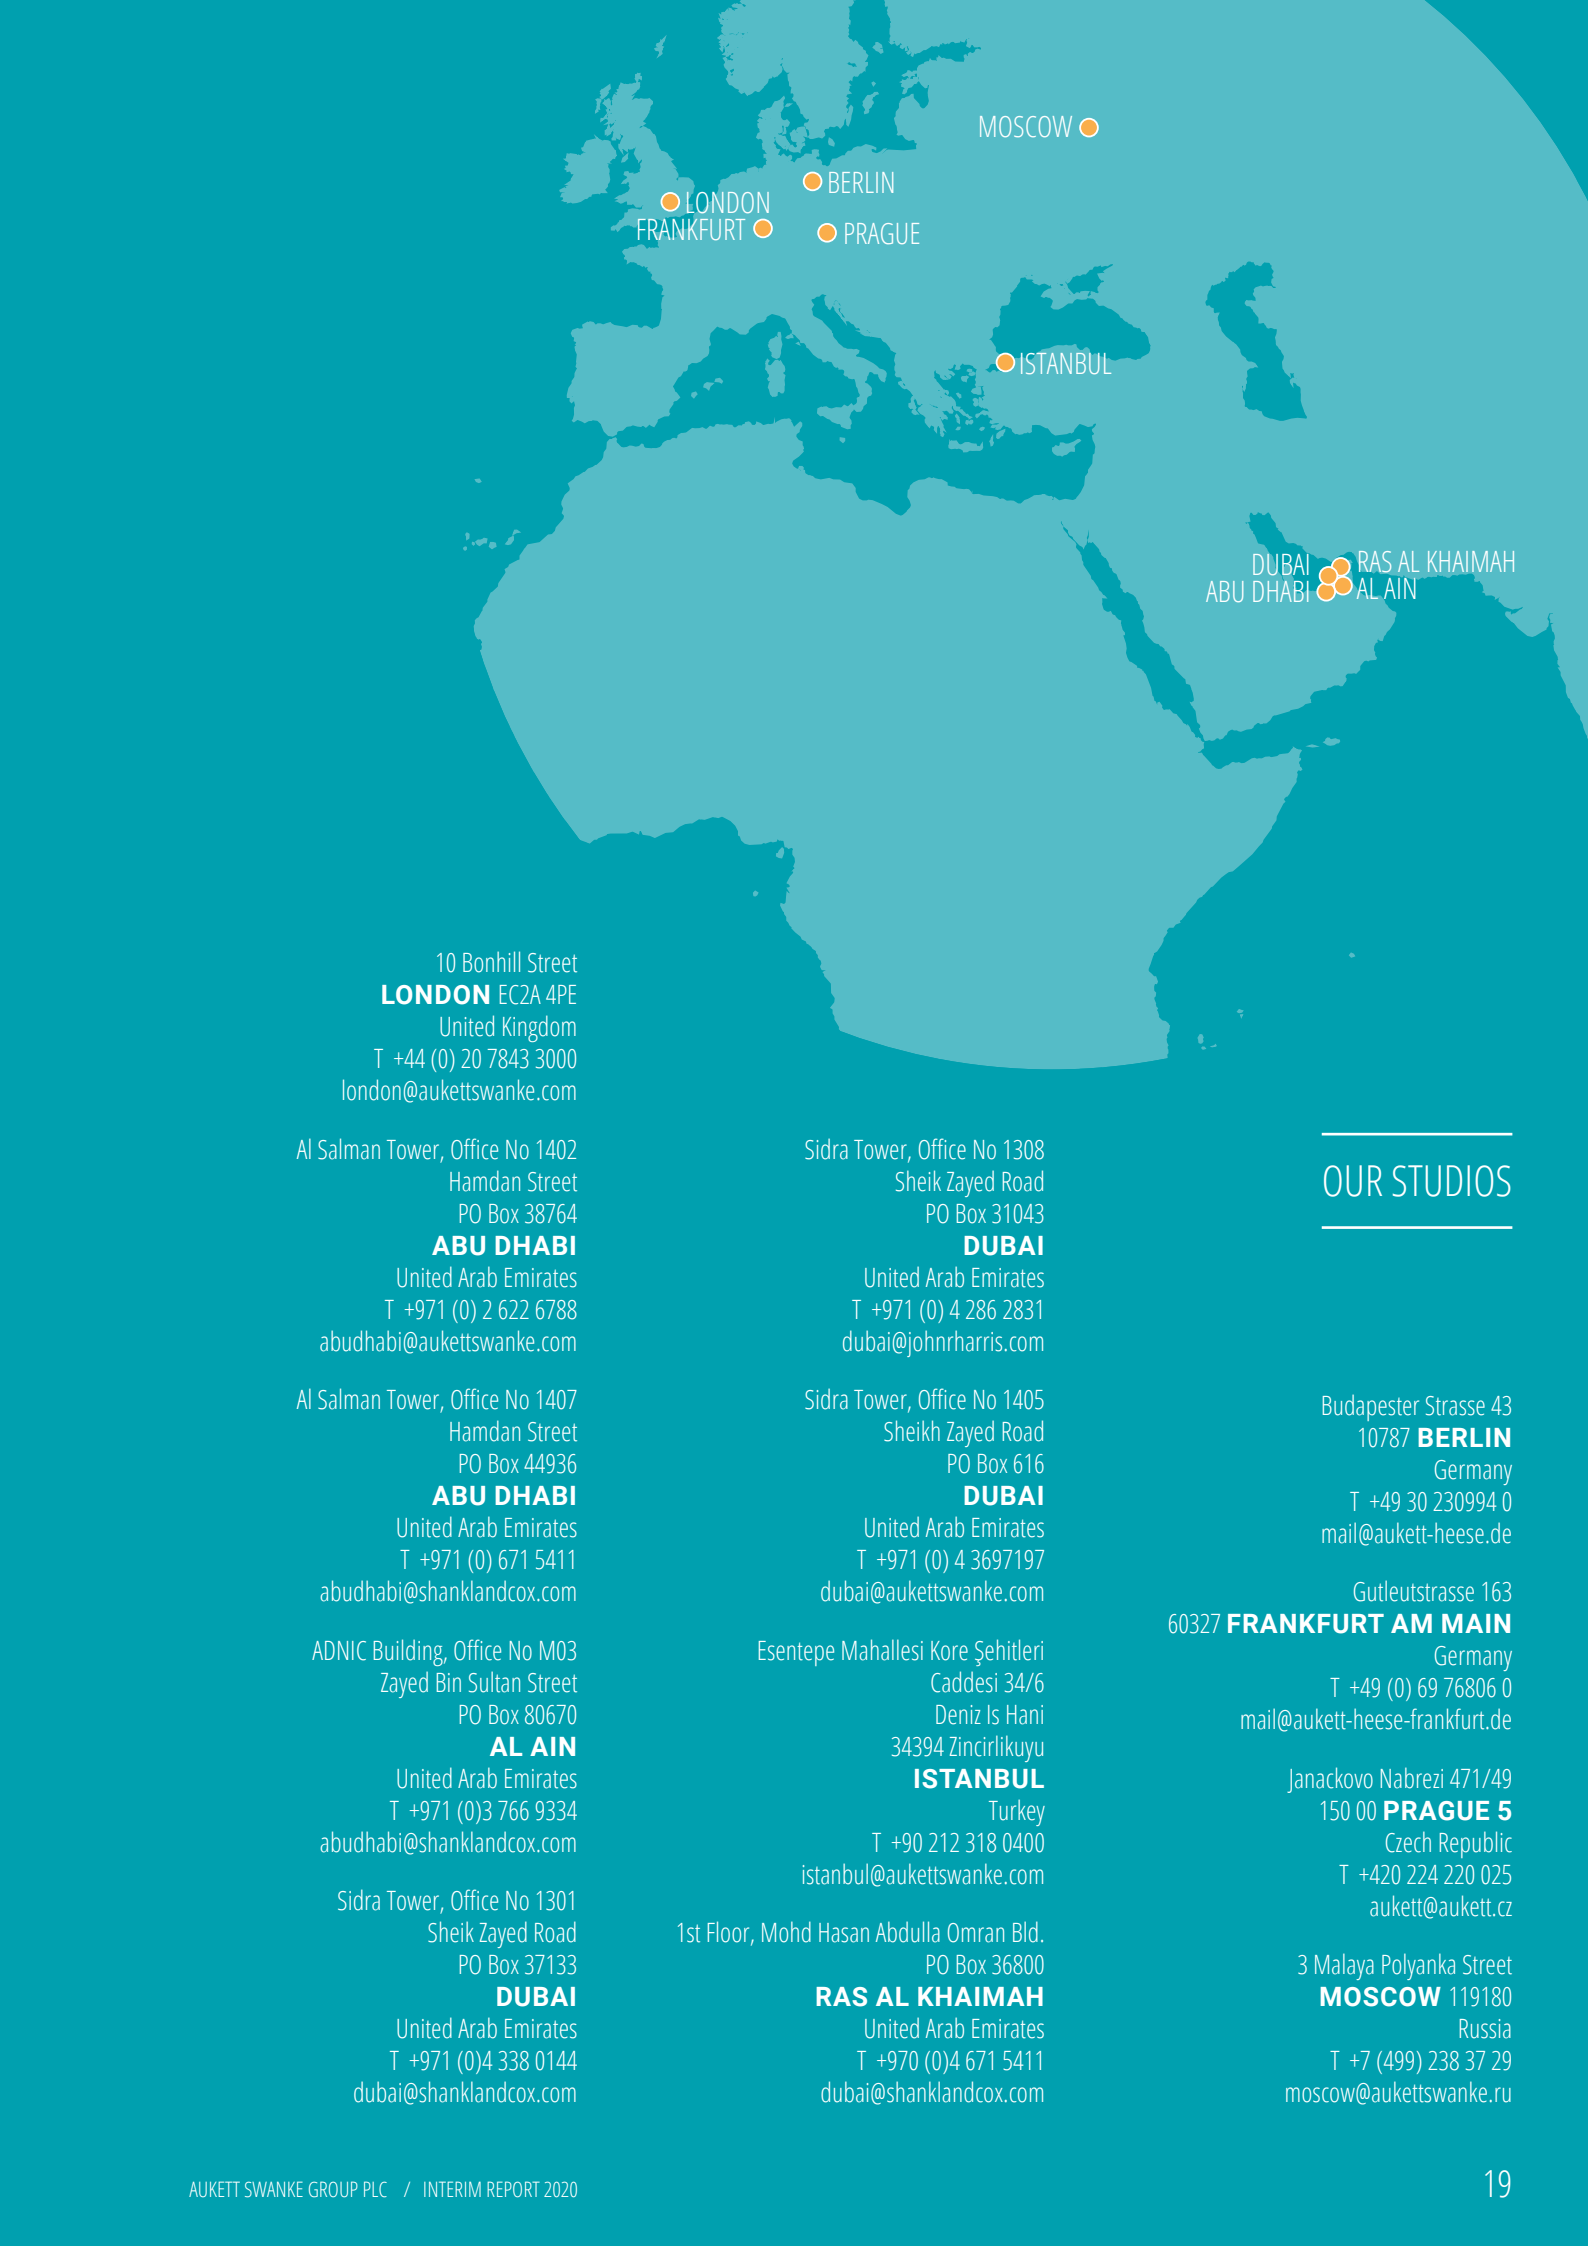 MOSCOW
BERLIN
LONDON
FRANKFURT
PRAGUE
ISTANBUL
DUBAI
RAS AL KHAIMAH
ABU DHABI
AL AIN
10 Bonhill Street
LONDON EC2A 4PE
United Kingdom
T +44 (0) 20 7843 3000
london@aukettswanke.com
Al Salman Tower, Office No 1402
Hamdan Street
PO Box 38764
ABU DHABI
United Arab Emirates
T +971 (0) 2 622 6788
abudhabi@aukettswanke.com
Al Salman Tower, Office No 1407
Hamdan Street
PO Box 44936
ABU DHABI
United Arab Emirates
T +971 (0) 671 5411
abudhabi@shanklandcox.com
ADNIC Building, Office No M03
Zayed Bin Sultan Street
PO Box 80670
AL AIN
United Arab Emirates
T +971 (0)3 766 9334
abudhabi@shanklandcox.com
Sidra Tower, Office No 1301
Sheik Zayed Road
PO Box 37133
DUBAI
United Arab Emirates
T +971 (0)4 338 0144
dubai@shanklandcox.com
Sidra Tower, Office No 1308
Sheik Zayed Road
PO Box 31043
DUBAI
United Arab Emirates
T +971 (0) 4 286 2831
dubai@johnrharris.com
Sidra Tower, Office No 1405
Sheikh Zayed Road
PO Box 616
DUBAI
United Arab Emirates
T +971 (0) 4 3697197
dubai@aukettswanke.com
Esentepe Mahallesi Kore Şehitleri
Caddesi 34/6
Deniz Is Hani
34394 Zincirlikuyu
ISTANBUL
Turkey
T +90 212 318 0400
istanbul@aukettswanke.com
1st Floor, Mohd Hasan Abdulla Omran Bld.
PO Box 36800
RAS AL KHAIMAH
United Arab Emirates
T +970 (0)4 671 5411
dubai@shanklandcox.com
OUR STUDIOS
Budapester Strasse 43
10787 BERLIN
Germany
T +49 30 230994 0
mail@aukett-heese.de
Gutleutstrasse 163
60327 FRANKFURT AM MAIN
Germany
T +49 (0) 69 76806 0
mail@aukett-heese-frankfurt.de
Janackovo Nabrezi 471/49
150 00 PRAGUE 5
Czech Republic
T +420 224 220 025
aukett@aukett.cz
3 Malaya Polyanka Street
MOSCOW 119180
Russia
T +7 (499) 238 37 29
moscow@aukettswanke.ru
AUKETT SWANKE GROUP PLC / INTERIM REPORT 2020
19